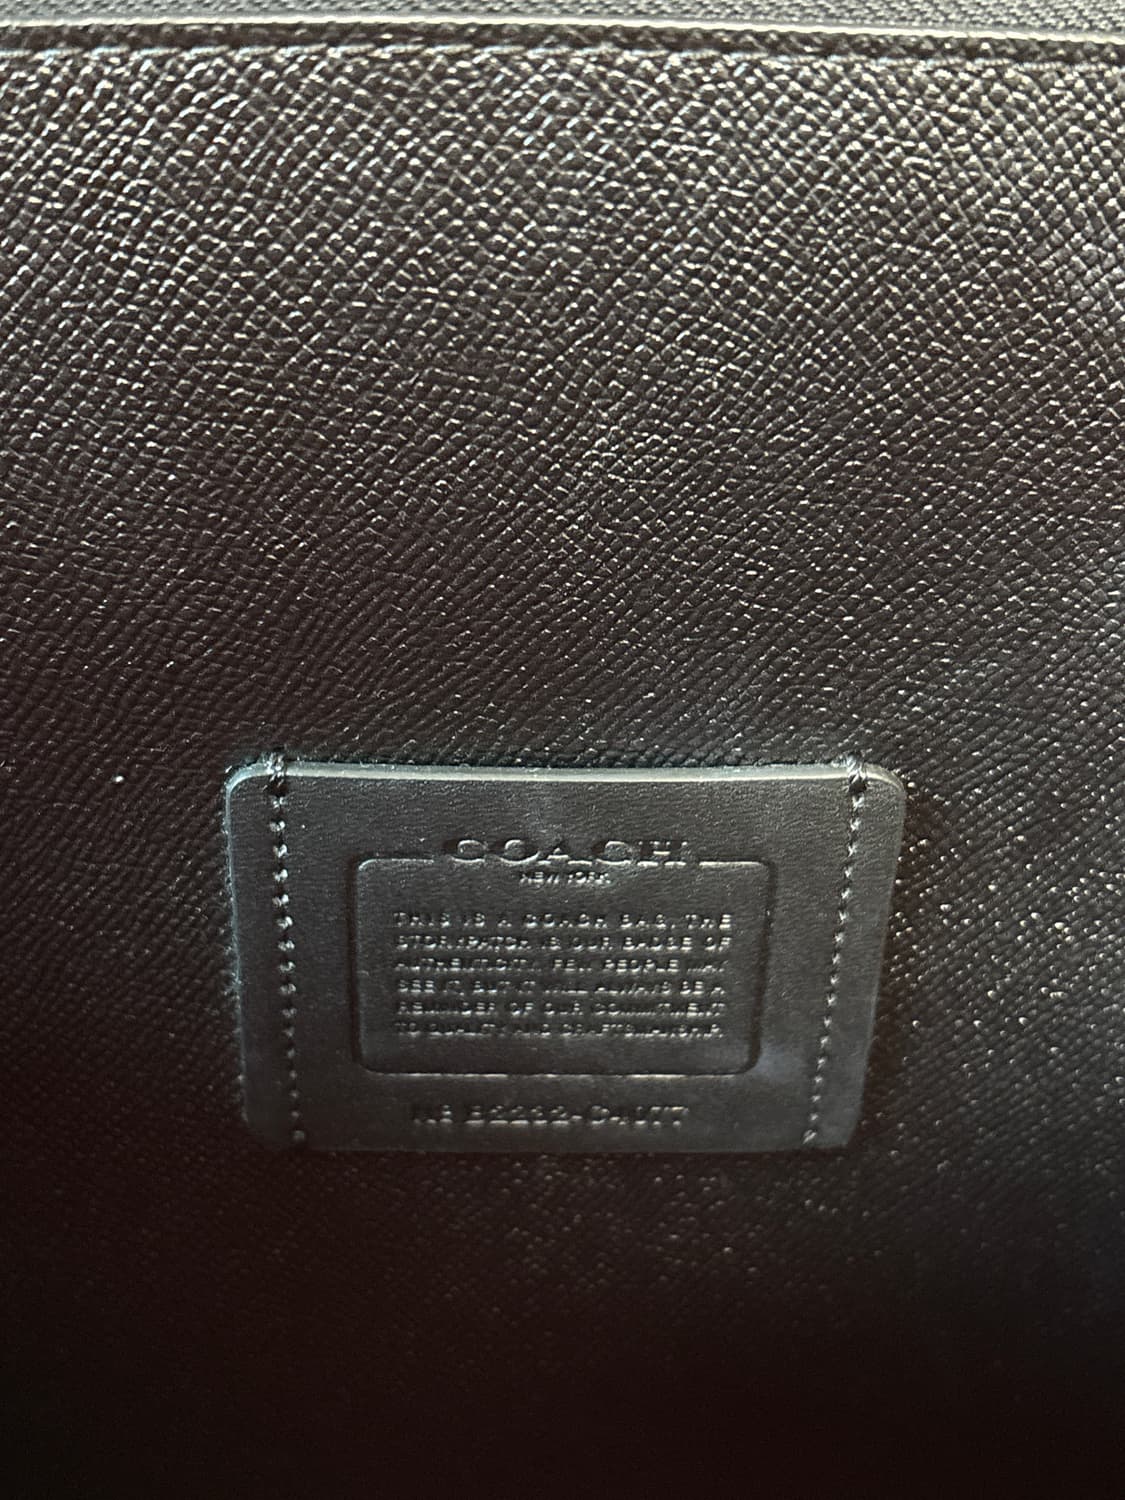 COACH
NEW YORK
THIS IS A COACH BAG. THE
STORYPATCH IS OUR BADGE OF
AUTHENTICITY. FEW PEOPLE MAY
SEE IT, BUT IT WILL ALWAYS BE A
REMINDER OF OUR COMMITMENT
TO QUALITY AND CRAFTSMANSHIP.